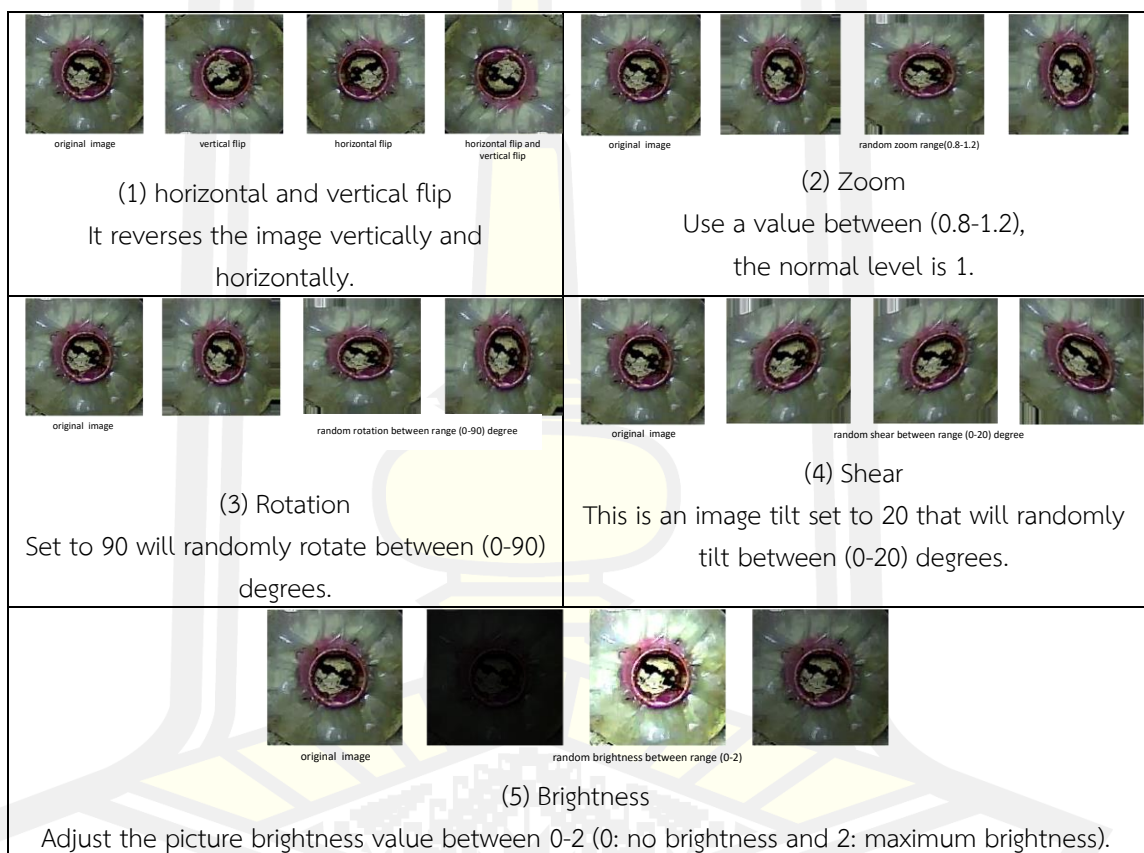 original image
vertical flip
horizontal flip
horizontal flip and
vertical flip
(1) horizontal and vertical flip
It reverses the image vertically and
horizontally.
original image
random zoom range(0.8-1.2)
(2) Zoom
Use a value between (0.8-1.2),
the normal level is 1.
original image
random rotation between range (0-90) degree
(3) Rotation
Set to 90 will randomly rotate between (0-90)
degrees.
original image
random shear between range (0-20) degree
(4) Shear
This is an image tilt set to 20 that will randomly
tilt between (0-20) degrees.
original image
random brightness between range (0-2)
(5) Brightness
Adjust the picture brightness value between 0-2 (0: no brightness and 2: maximum brightness).